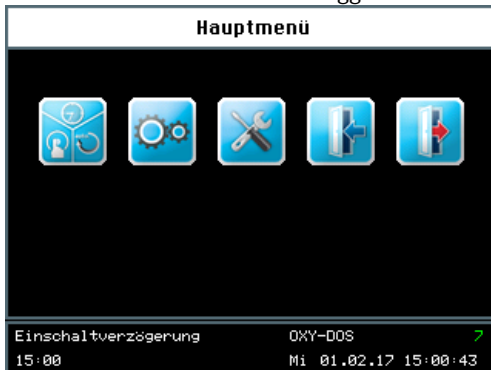 Hauptmenü
Einschaltverzögerung OXY-DOS 7
15:00 Mi 01.02.17 15:00:43